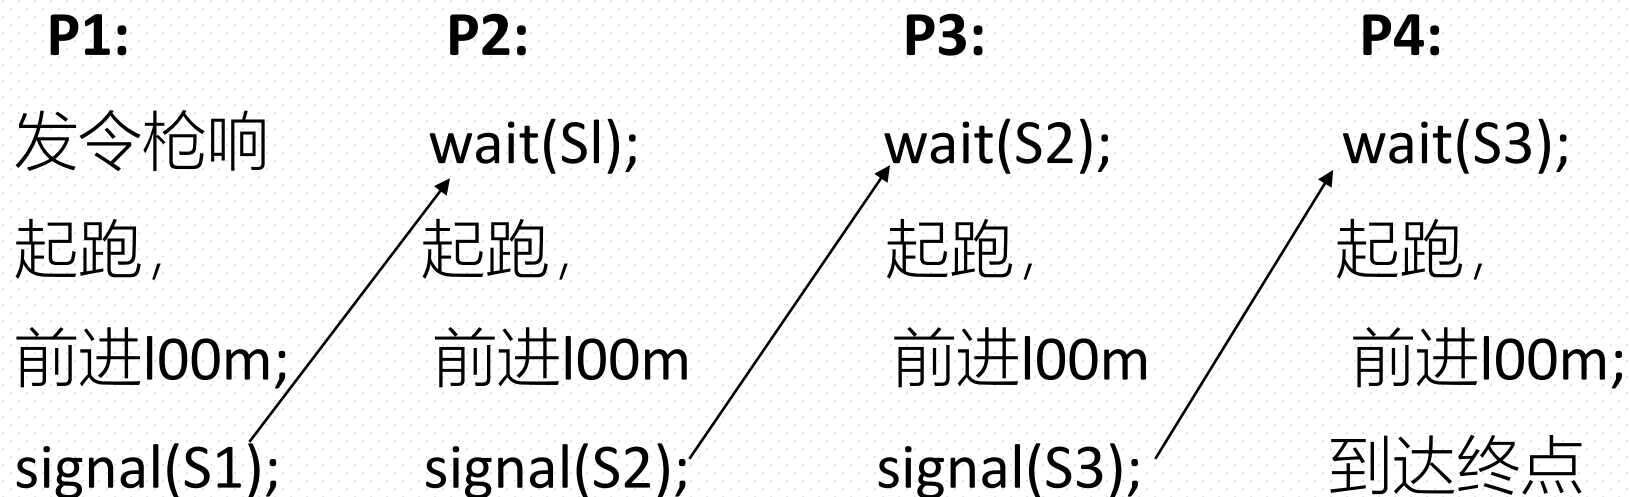 P1:
发令枪响
起跑，
前进l00m;
signal(S1);
P2:
wait(Sl);
起跑，
前进l00m
signal(S2);
P3:
wait(S2);
起跑，
前进l00m
signal(S3);
P4:
wait(S3);
起跑，
前进l00m;
到达终点